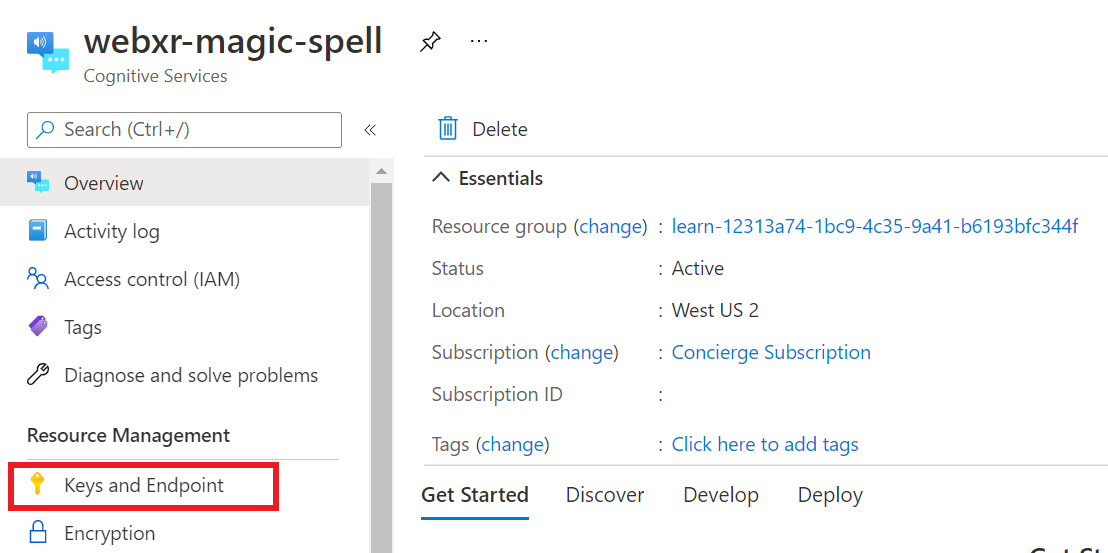 webxr-magic-spell
...
Cognitive Services
Search (Ctrl+/)
«
Overview
Activity log
Access control (IAM)
Tags
Diagnose and solve problems
Resource Management
Keys and Endpoint
Encryption
Delete
Essentials
Resource group (change) : learn-12313a74-1bc9-4c35-9a41-b6193bfc344f
Status : Active
Location : West US 2
Subscription (change) : Concierge Subscription
Subscription ID :
Tags (change) : Click here to add tags
Get Started Discover Develop Deploy